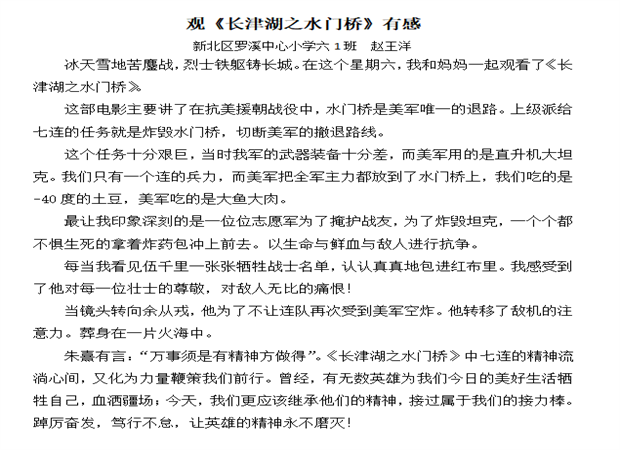 观《长津湖之水门桥》有感
新北区罗溪中心小学六1班 赵王洋
冰天雪地苦鏖战，烈士铁躯铸长城。在这个星期六，我和妈妈一起观看了《长
津湖之水门桥》。
这部电影主要讲了在抗美援朝战役中，水门桥是美军唯一的退路。上级派给
七连的任务就是炸毁水门桥，切断美军的撤退路线。
这个任务十分艰巨，当时我军的武器装备十分差，而美军用的是直升机大坦
克。我们只有一个连的兵力，而美军把全军主力都放到了水门桥上，我们吃的是
-40度的土豆，美军吃的是大鱼大肉。
最让我印象深刻的是一位位志愿军为了掩护战友，为了炸毁坦克，一个个都
不惧生死的拿着炸药包冲上前去。以生命与鲜血与敌人进行抗争。
每当我看见伍千里一张张牺牲战士名单，认认真真地包进红布里。我感受到
了他对每一位壮士的尊敬，对敌人无比的痛恨！
当镜头转向余从戎，他为了不让连队再次受到美军空炸。他转移了敌机的注
意力。葬身在一片火海中。
朱熹有言：“万事须是有精神方做得”。《长津湖之水门桥》中七连的精神流
淌心间，又化为力量鞭策我们前行。曾经，有无数英雄为我们今日的美好生活牺
牲自己，血洒疆场；今天，我们更应该继承他们的精神，接过属于我们的接力棒。
踔厉奋发，笃行不怠，让英雄的精神永不磨灭！